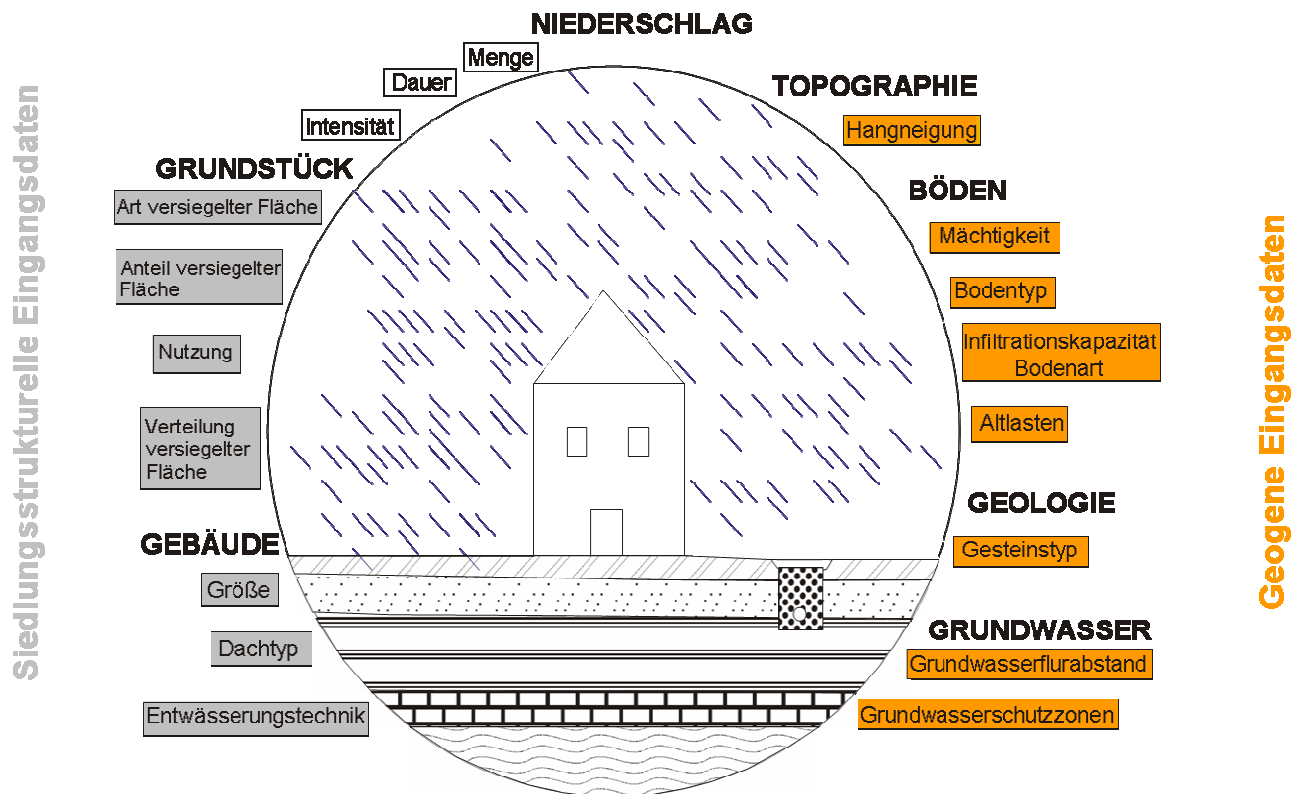 NIEDERSCHLAG
Menge
Dauer
Intensität
GRUNDSTÜCK
Art versiegelter Fläche
Anteil versiegelter
Fläche
Nutzung
Verteilung
versiegelter
Fläche
GEBÄUDE
Größe
Dachtyp
Entwässerungstechnik
Siedlungsstrukturelle Eingangsdaten
TOPOGRAPHIE
Hangneigung
BÖDEN
Mächtigkeit
Bodentyp
Infiltrationskapazität
Bodenart
Altlasten
GEOLOGIE
Gesteinstyp
GRUNDWASSER
Grundwasserflurabstand
Grundwasserschutzzonen
Geogene Eingangsdaten